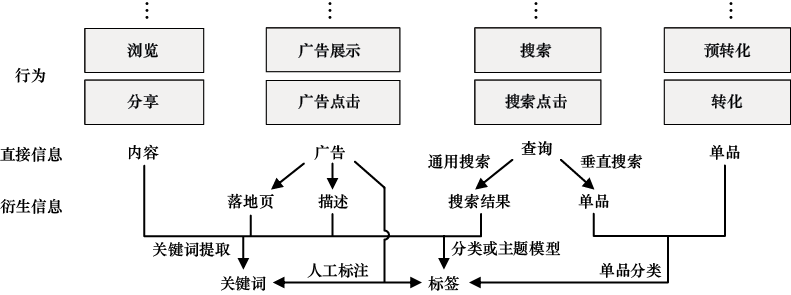 浏览 广告展示 搜索 预转化
行为
分享 广告点击 搜索点击 转化
直接信息 内容 广告 查询 单品
通用搜索 垂直搜索
衍生信息 落地页 描述 搜索结果 单品
关键词提取 分类或主题模型
人工标注 单品分类
关键词 标签